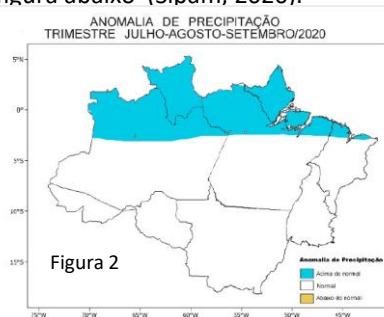 figura abaixo (Sipam, 2020).
ANOMALIA DE PRECIPITAÇÃO
TRIMESTRE JULHO-AGOSTO-SETEMBRO/2020
5°N
0°
5°S
10°S
15°S
Figura 2
Anomalia de Precipitação
Acima do normal
Normal
Abaixo do normal
75°W 70°W 65°W 60°W 55°W 50°W 45°W